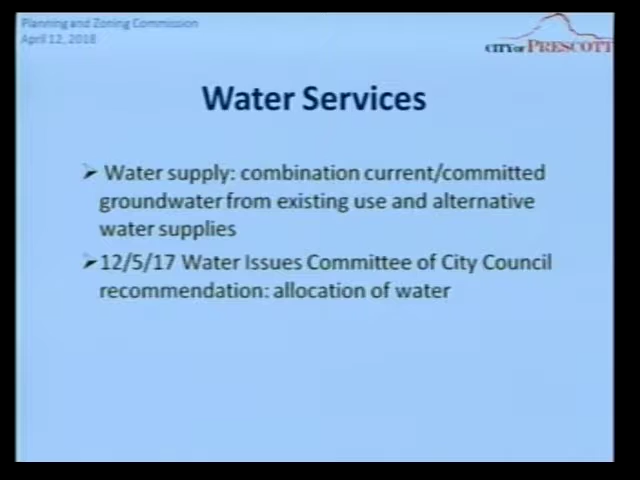 Planning and Zoning Commission
April 12, 2018
CITY OF PRESCOTT
Water Services
➢ Water supply: combination current/committed
groundwater from existing use and alternative
water supplies
➢ 12/5/17 Water Issues Committee of City Council
recommendation: allocation of water